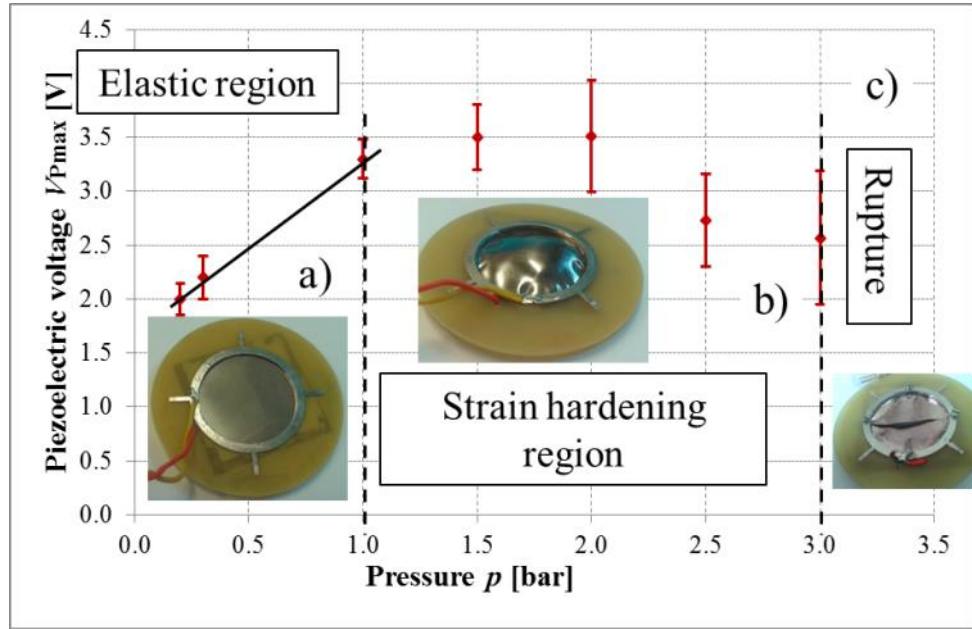 4.5
Elastic region
c)
3.5
3.0
2.5
2.0
1.5
1.0
0.5
0.0
Piezoelectric voltage VPmax [V]
a)
b)
Rupture
Strain hardening
region
0.0 0.5 1.0 1.5 2.0 2.5 3.0 3.5
Pressure p [bar]